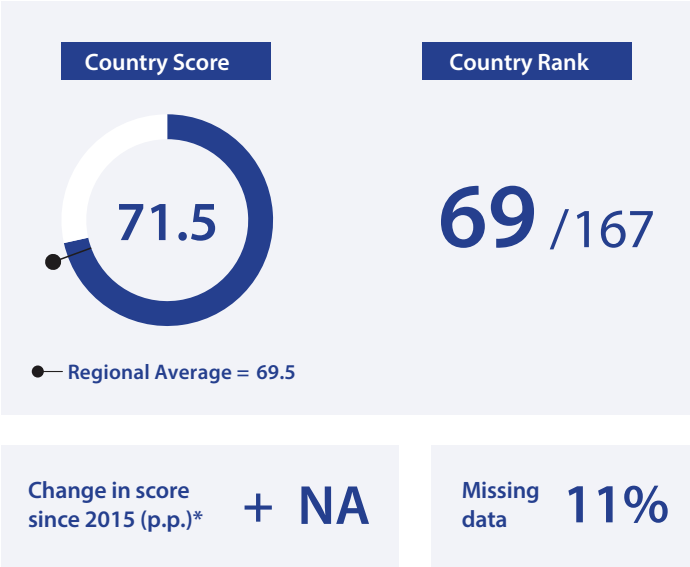 Country Score
Country Rank
71.5
69 /167
Regional Average = 69.5
Change in score
since 2015 (p.p.)*
+ NA
Missing
data
11%